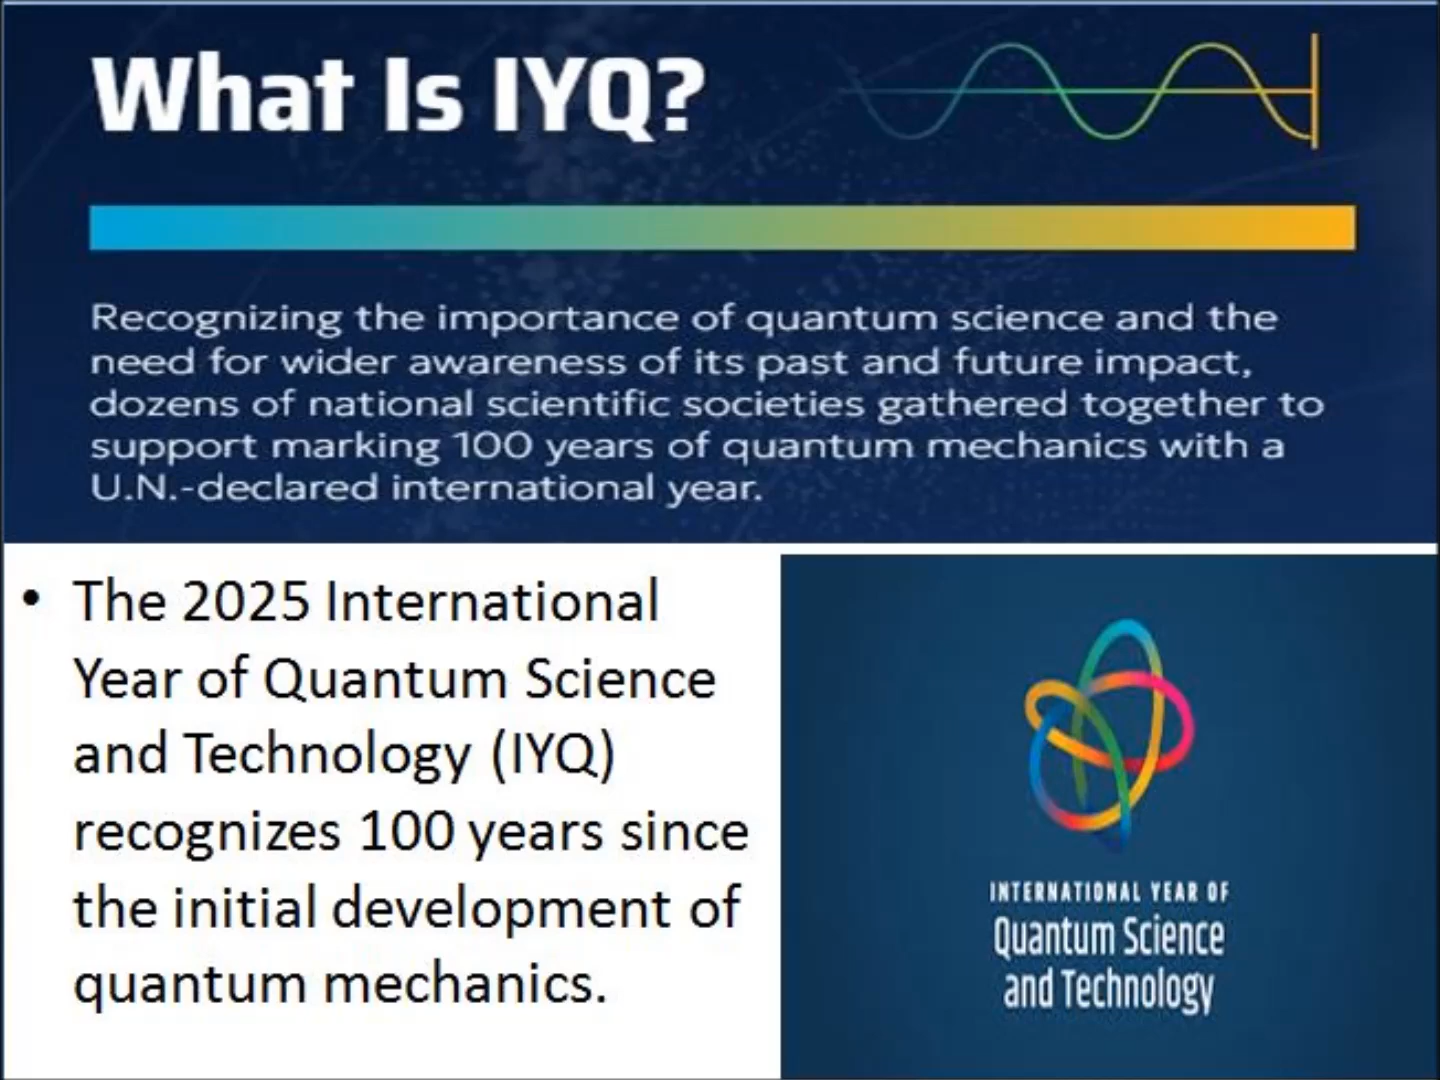 What Is IYQ?
Recognizing the importance of quantum science and the
need for wider awareness of its past and future impact,
dozens of national scientific societies gathered together to
support marking 100 years of quantum mechanics with a
U.N.-declared international year.
• The 2025 International
Year of Quantum Science
and Technology (IYQ)
recognizes 100 years since
the initial development of
quantum mechanics.
INTERNATIONAL YEAR OF
Quantum Science
and Technology